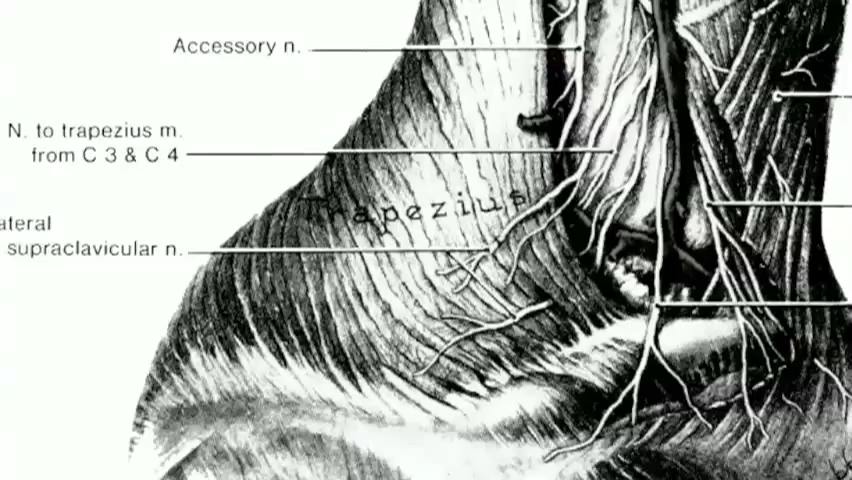 Accessory n.
N. to trapezius m.
from C 3 & C 4
Trapezius
ateral
supraclavicular n.